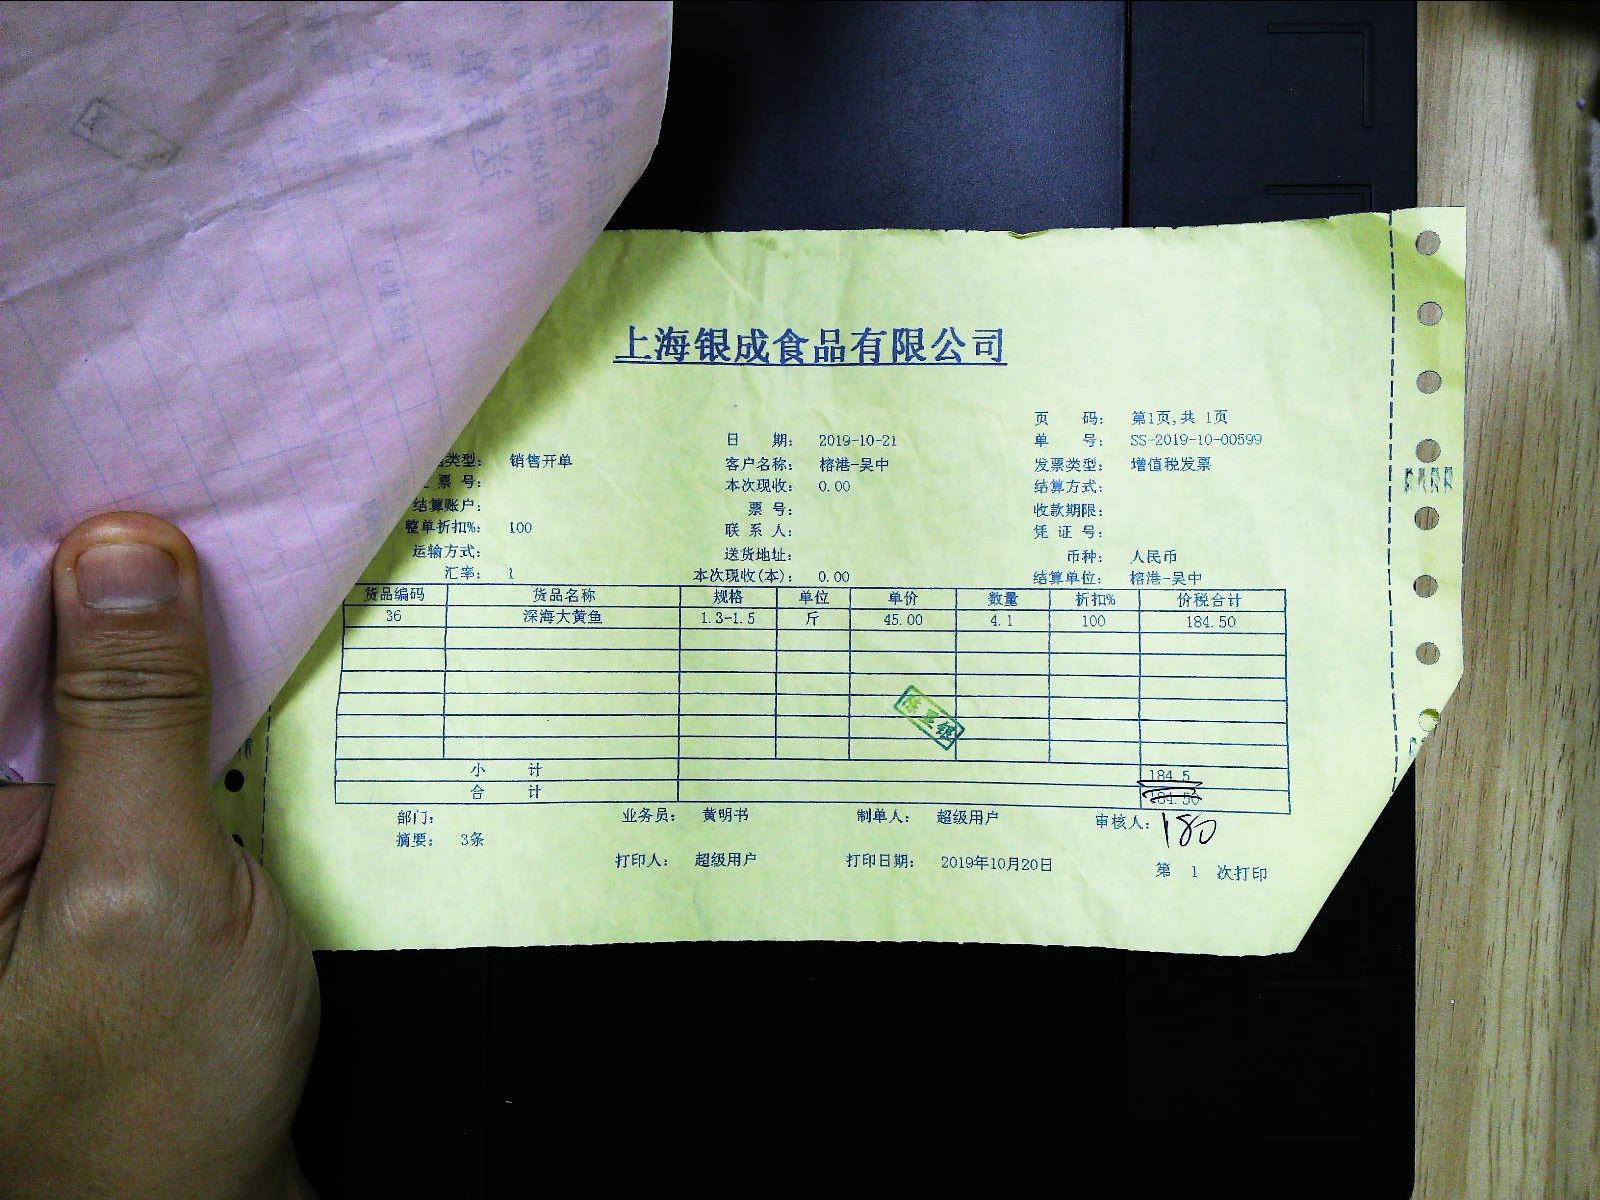 上海银成食品有限公司
页 码： 第1页,共 1页
日 期： 2019-10-21 单 号： SS-2019-10-00599
类型： 销售开单 客户名称： 榕港-吴中 发票类型： 增值税发票
票 号： 本次现收： 0.00 结算方式：
结算账户： 票 号： 收款期限：
整单折扣%： 100 联 系 人： 凭 证 号：
运输方式： 送货地址： 币种： 人民币
汇率： 1 本次现收(本)： 0.00 结算单位： 榕港-吴中
货品编码 货品名称 规格 单位 单价 数量 折扣% 价税合计
36 深海大黄鱼 1.3-1.5 斤 45.00 4.1 100 184.50
小 计 184.5
合 计 184.50
部门： 业务员： 黄明书 制单人： 超级用户 审核人： 180
摘要： 3条
打印人： 超级用户 打印日期： 2019年10月20日 第 1 次打印